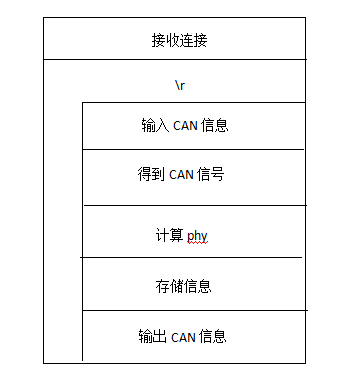 接收连接
\r
输入 CAN 信息
得到 CAN 信号
计算 phy
存储信息
输出 CAN 信息